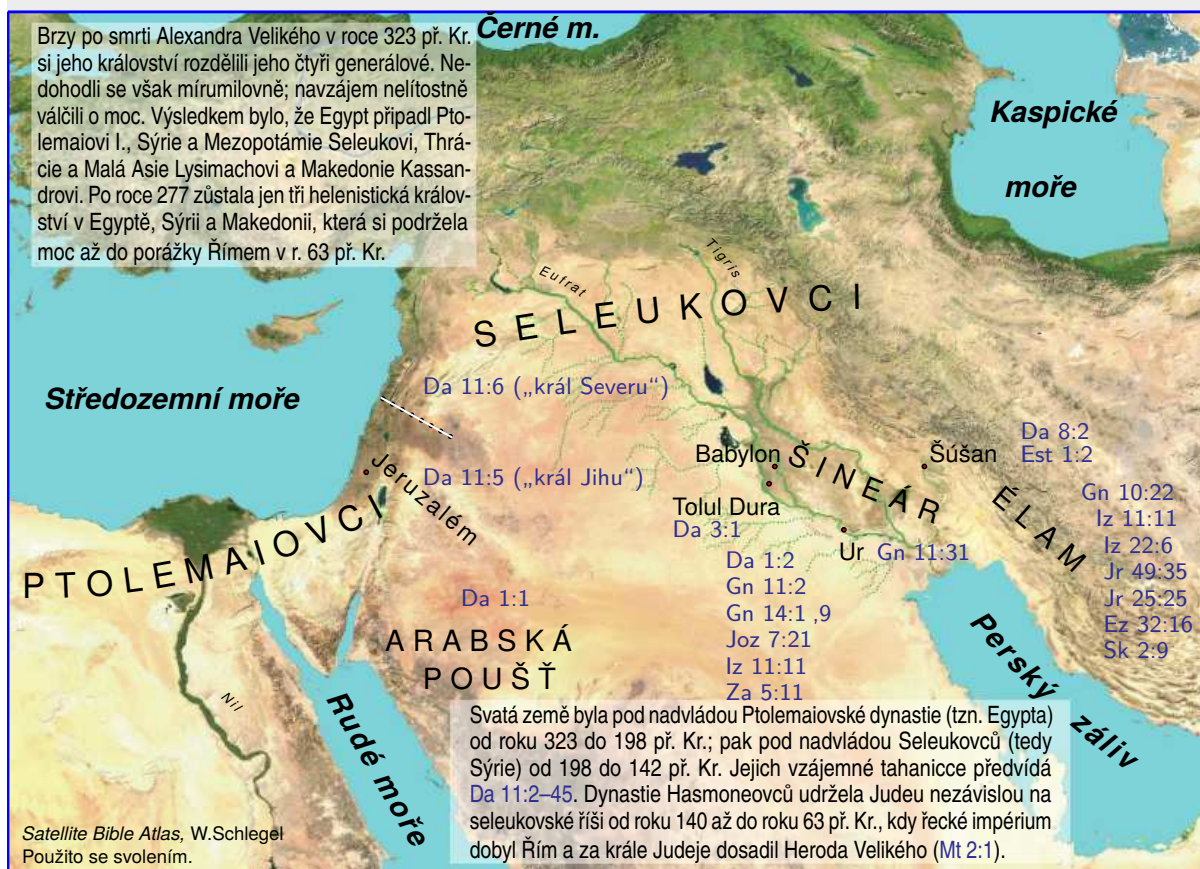 Brzy po smrti Alexandra Velikého v roce 323 př. Kr.
si jeho království rozdělili jeho čtyři generálové. Ne-
dohodli se však mírumilovně; navzájem nelítostně
válčili o moc. Výsledkem bylo, že Egypt připadl Pto-
lemaiovi I., Sýrie a Mezopotámie Seleukovi, Thrá-
cie a Malá Asie Lysimachovi a Makedonie Kassan-
drovi. Po roce 277 zůstala jen tři helenistická králov-
ství v Egyptě, Sýrii a Makedonii, která si podržela
moc až do porážky Římem v r. 63 př. Kr.
Černé m.
Kaspické
moře
Tigris
Eufrat
SELEUKOVCI
Středozemní moře
Da 11:6 („král Severu“)
Da 11:5 („král Jihu“)
Jeruzalém
PTOLEMAIOVCI
Babylon
ŠINEÁR
Šúšan
Da 8:2
Est 1:2
ÉLAM
Gn 10:22
Iz 11:11
Iz 22:6
Jr 49:35
Jr 25:25
Ez 32:16
Sk 2:9
Tolul Dura
Da 3:1
Ur
Gn 11:31
Da 1:2
Gn 11:2
Gn 14:1 ,9
Joz 7:21
Iz 11:11
Za 5:11
Da 1:1
ARABSKÁ
POUŠŤ
Nil
Rudé moře
Perský
záliv
Svatá země byla pod nadvládou Ptolemaiovské dynastie (tzn. Egypta)
od roku 323 do 198 př. Kr.; pak pod nadvládou Seleukovců (tedy
Sýrie) od 198 do 142 př. Kr. Jejich vzájemné tahanicce předvídá
Da 11:2–45. Dynastie Hasmoneovců udržela Judeu nezávislou na
seleukovské říši od roku 140 až do roku 63 př. Kr., kdy řecké impérium
dobyl Řím a za krále Judeje dosadil Heroda Velikého (Mt 2:1).
Satellite Bible Atlas, W.Schlegel
Použito se svolením.